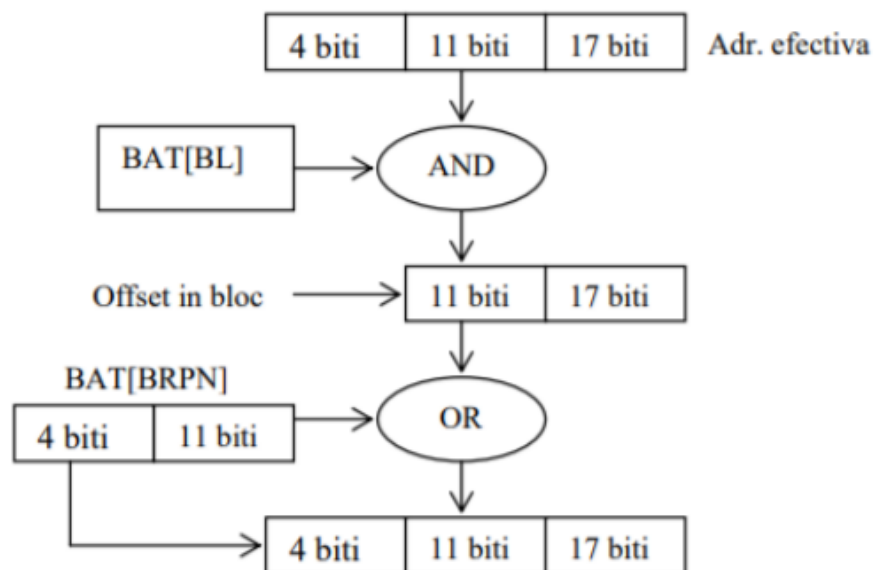 4 biti 11 biti 17 biti Adr. efectiva
BAT[BL] AND
Offset in bloc 11 biti 17 biti
BAT[BRPN]
4 biti 11 biti OR
4 biti 11 biti 17 biti